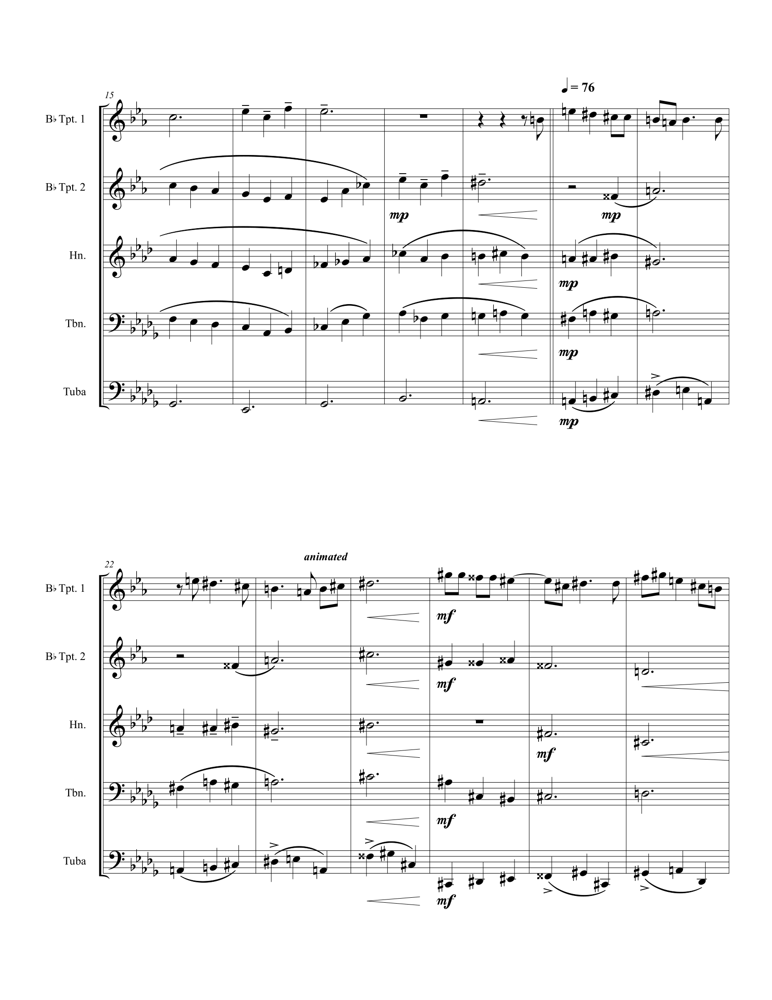 ♩ = 76
15
B♭ Tpt. 1
B♭ Tpt. 2
mp
mp
Hn.
mp
Tbn.
mp
Tuba
mp
animated
22
B♭ Tpt. 1
mf
B♭ Tpt. 2
mf
Hn.
mf
Tbn.
mf
Tuba
mf